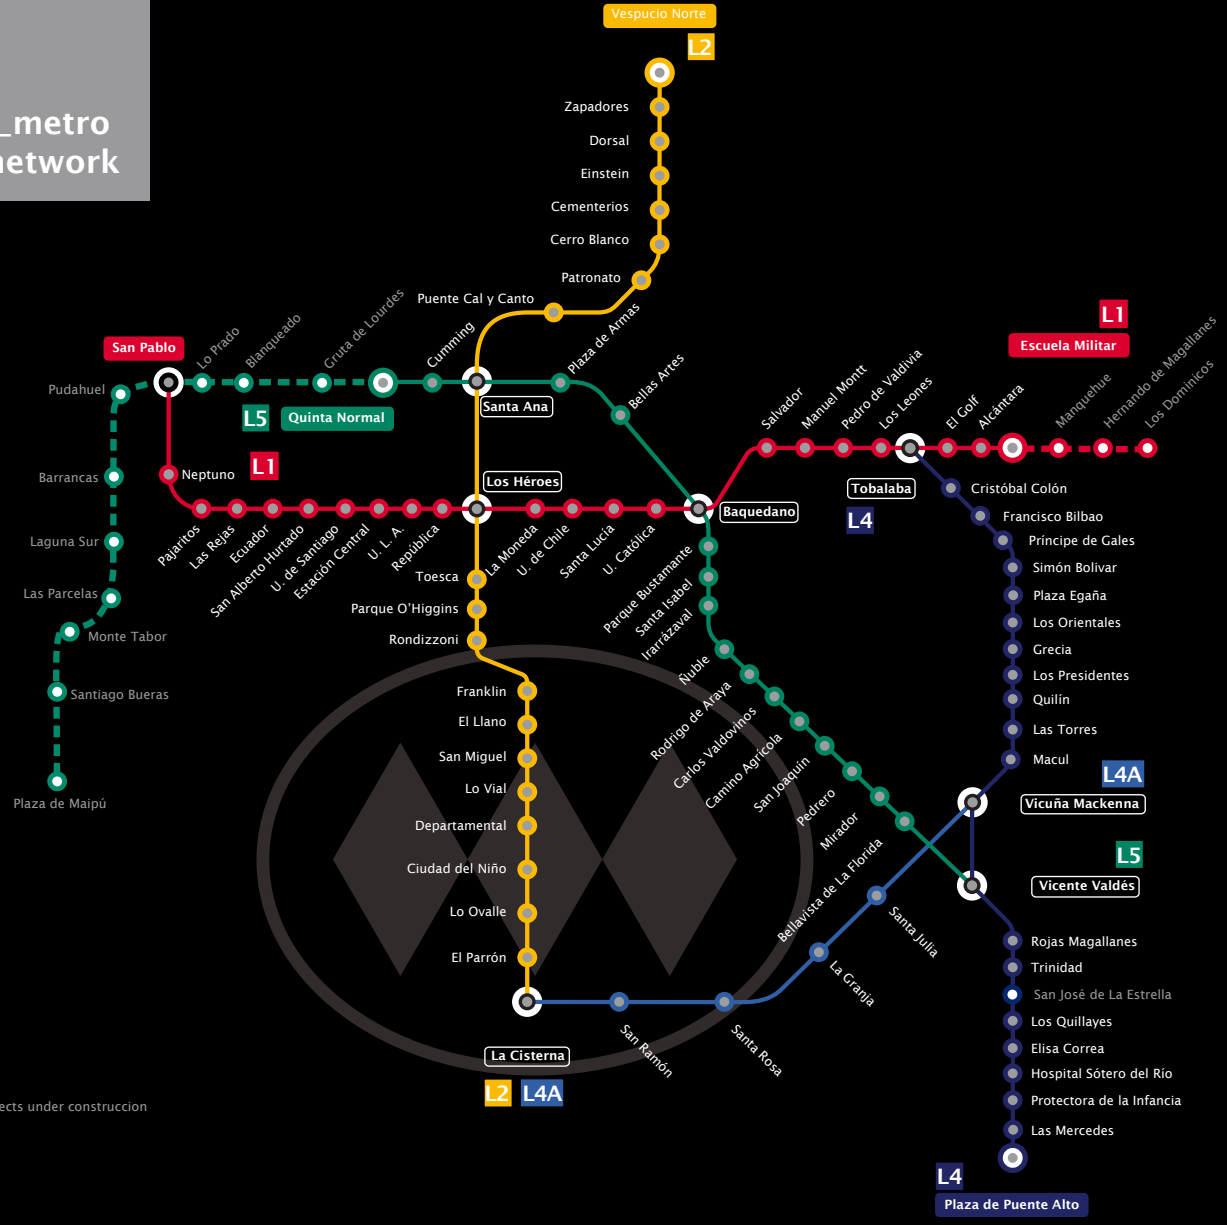 Vespucio Norte
L2
_metro
network
Zapadores
Dorsal
Einstein
Cementerios
Cerro Blanco
Patronato
Puente Cal y Canto
Plaza de Armas
Cumming
Gruta de Lourdes
Blanqueado
Lo Prado
San Pablo
Pudahuel
L5
Quinta Normal
Santa Ana
Bellas Artes
L1
Escuela Militar
Salvador
Manuel Montt
Pedro de Valdivia
Los Leones
El Golf
Alcántara
Manquehue
Hernando de Magallanes
Los Dominicos
Neptuno
L1
Barrancas
Laguna Sur
Las Parcelas
Monte Tabor
Santiago Bueras
Plaza de Maipú
Los Héroes
Baquedano
Tobalaba
L4
Pajaritos
Las Rejas
Ecuador
San Alberto Hurtado
U. de Santiago
Estación Central
U. L. A.
República
La Moneda
U. de Chile
Santa Lucía
U. Católica
Cristóbal Colón
Francisco Bilbao
Príncipe de Gales
Simón Bolivar
Plaza Egaña
Los Orientales
Grecia
Los Presidentes
Quilín
Las Torres
Macul
Toesca
Parque O’Higgins
Rondizzoni
Franklin
El Llano
San Miguel
Lo Vial
Departamental
Ciudad del Niño
Lo Ovalle
El Parrón
Parque Bustamante
Santa Isabel
Irarrázaval
Ñuble
Rodrigo de Araya
Carlos Valdovinos
Camino Agrícola
San Joaquín
Pedrero
Mirador
Bellavista de La Florida
L4A
Vicuña Mackenna
L5
Vicente Valdés
Santa Julia
La Granja
Santa Rosa
San Ramón
La Cisterna
L2
L4A
Rojas Magallanes
Trinidad
San José de La Estrella
Los Quillayes
Elisa Correa
Hospital Sótero del Río
Protectora de la Infancia
Las Mercedes
L4
Plaza de Puente Alto
ects under construccion